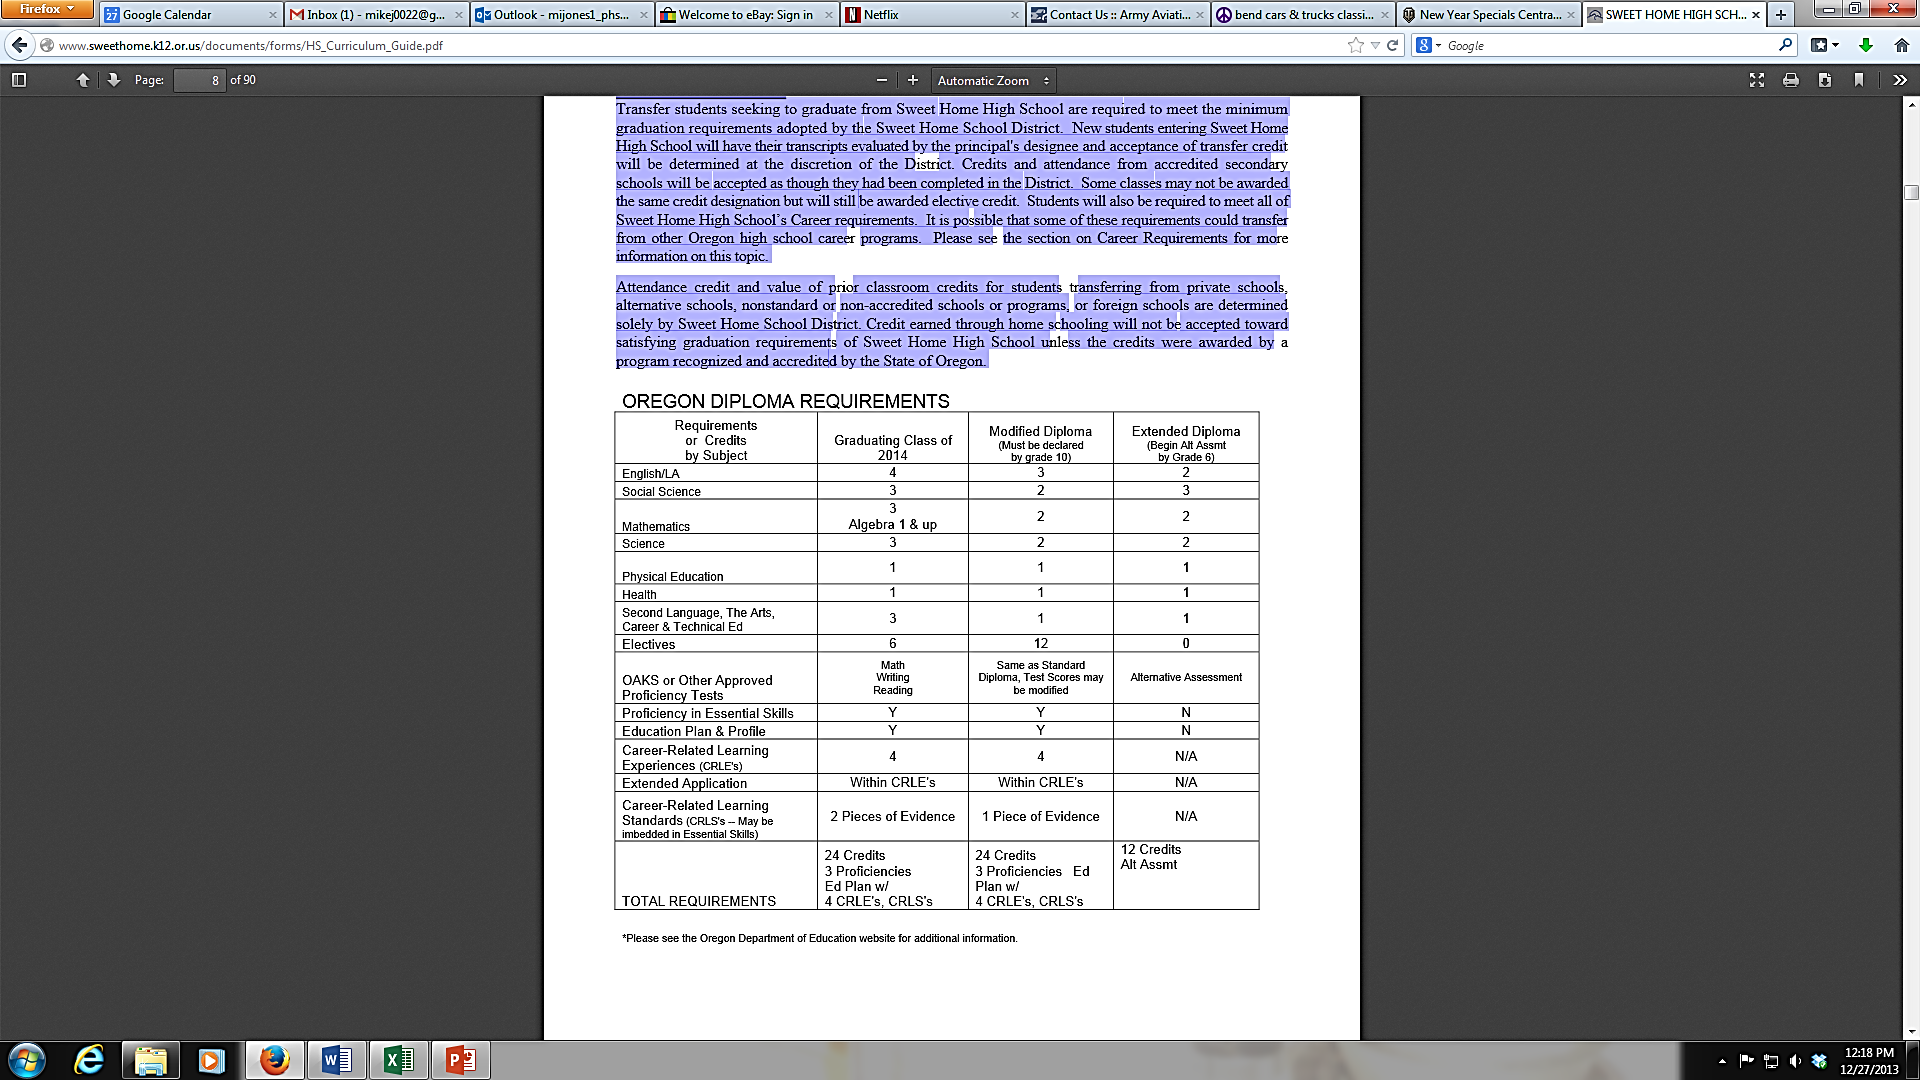 Firefox
Google Calendar
Inbox (1) - mikej0022@g...
Outlook - mijones1_phs...
Welcome to eBay: Sign in
Netflix
Contact Us :: Army Aviati...
bend cars & trucks classi...
New Year Specials Centra...
SWEET HOME HIGH SCH...
www.sweethome.k12.or.us/documents/forms/HS_Curriculum_Guide.pdf
Google
Page: 8 of 90
Automatic Zoom
Transfer students seeking to graduate from Sweet Home High School are required to meet the minimum
graduation requirements adopted by the Sweet Home School District. New students entering Sweet Home
High School will have their transcripts evaluated by the principal's designee and acceptance of transfer credit
will be determined at the discretion of the District. Credits and attendance from accredited secondary
schools will be accepted as though they had been completed in the District. Some classes may not be awarded
the same credit designation but will still be awarded elective credit. Students will also be required to meet all of
Sweet Home High School's Career requirements. It is possible that some of these requirements could transfer
from other Oregon high school career programs. Please see the section on Career Requirements for more
information on this topic.
Attendance credit and value of prior classroom credits for students transferring from private schools,
alternative schools, nonstandard or non-accredited schools or programs, or foreign schools are determined
solely by Sweet Home School District. Credit earned through home schooling will not be accepted toward
satisfying graduation requirements of Sweet Home High School unless the credits were awarded by a
program recognized and accredited by the State of Oregon.
OREGON DIPLOMA REQUIREMENTS
Requirements
or Credits
by Subject
Graduating Class of
2014
Modified Diploma
(Must be declared
by grade 10)
Extended Diploma
(Begin Alt Assmt
by Grade 6)
English/LA 4 3 2
Social Science 3 2 3
Mathematics
3
Algebra 1 & up
2 2
Science 3 2 2
Physical Education 1 1 1
Health 1 1 1
Second Language, The Arts,
Career & Technical Ed
3 1 1
Electives 6 12 0
OAKS or Other Approved
Proficiency Tests
Math
Writing
Reading
Same as Standard
Diploma, Test Scores may
be modified
Alternative Assessment
Proficiency in Essential Skills Y Y N
Education Plan & Profile Y Y N
Career-Related Learning
Experiences (CRLE's)
4 4 N/A
Extended Application Within CRLE's Within CRLE's N/A
Career-Related Learning
Standards (CRLS's -- May be
imbedded in Essential Skills)
2 Pieces of Evidence 1 Piece of Evidence N/A
TOTAL REQUIREMENTS
24 Credits
3 Proficiencies
Ed Plan w/
4 CRLE's, CRLS's
24 Credits
3 Proficiencies Ed
Plan w/
4 CRLE's, CRLS's
12 Credits
Alt Assmt
*Please see the Oregon Department of Education website for additional information.
12:18 PM
12/27/2013